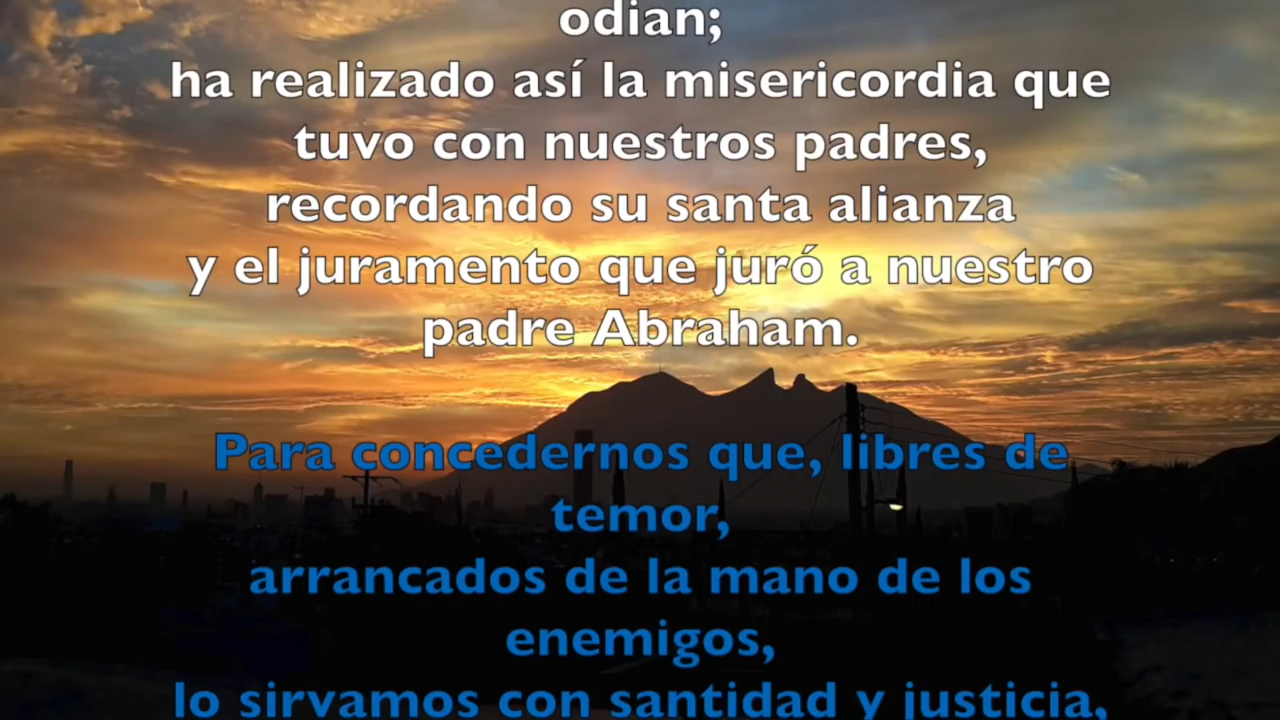 odian;
ha realizado así la misericordia que
tuvo con nuestros padres,
recordando su santa alianza
y el juramento que juró a nuestro
padre Abraham.
Para concedernos que, libres de
temor,
arrancados de la mano de los
enemigos,
lo sirvamos con santidad y justicia,